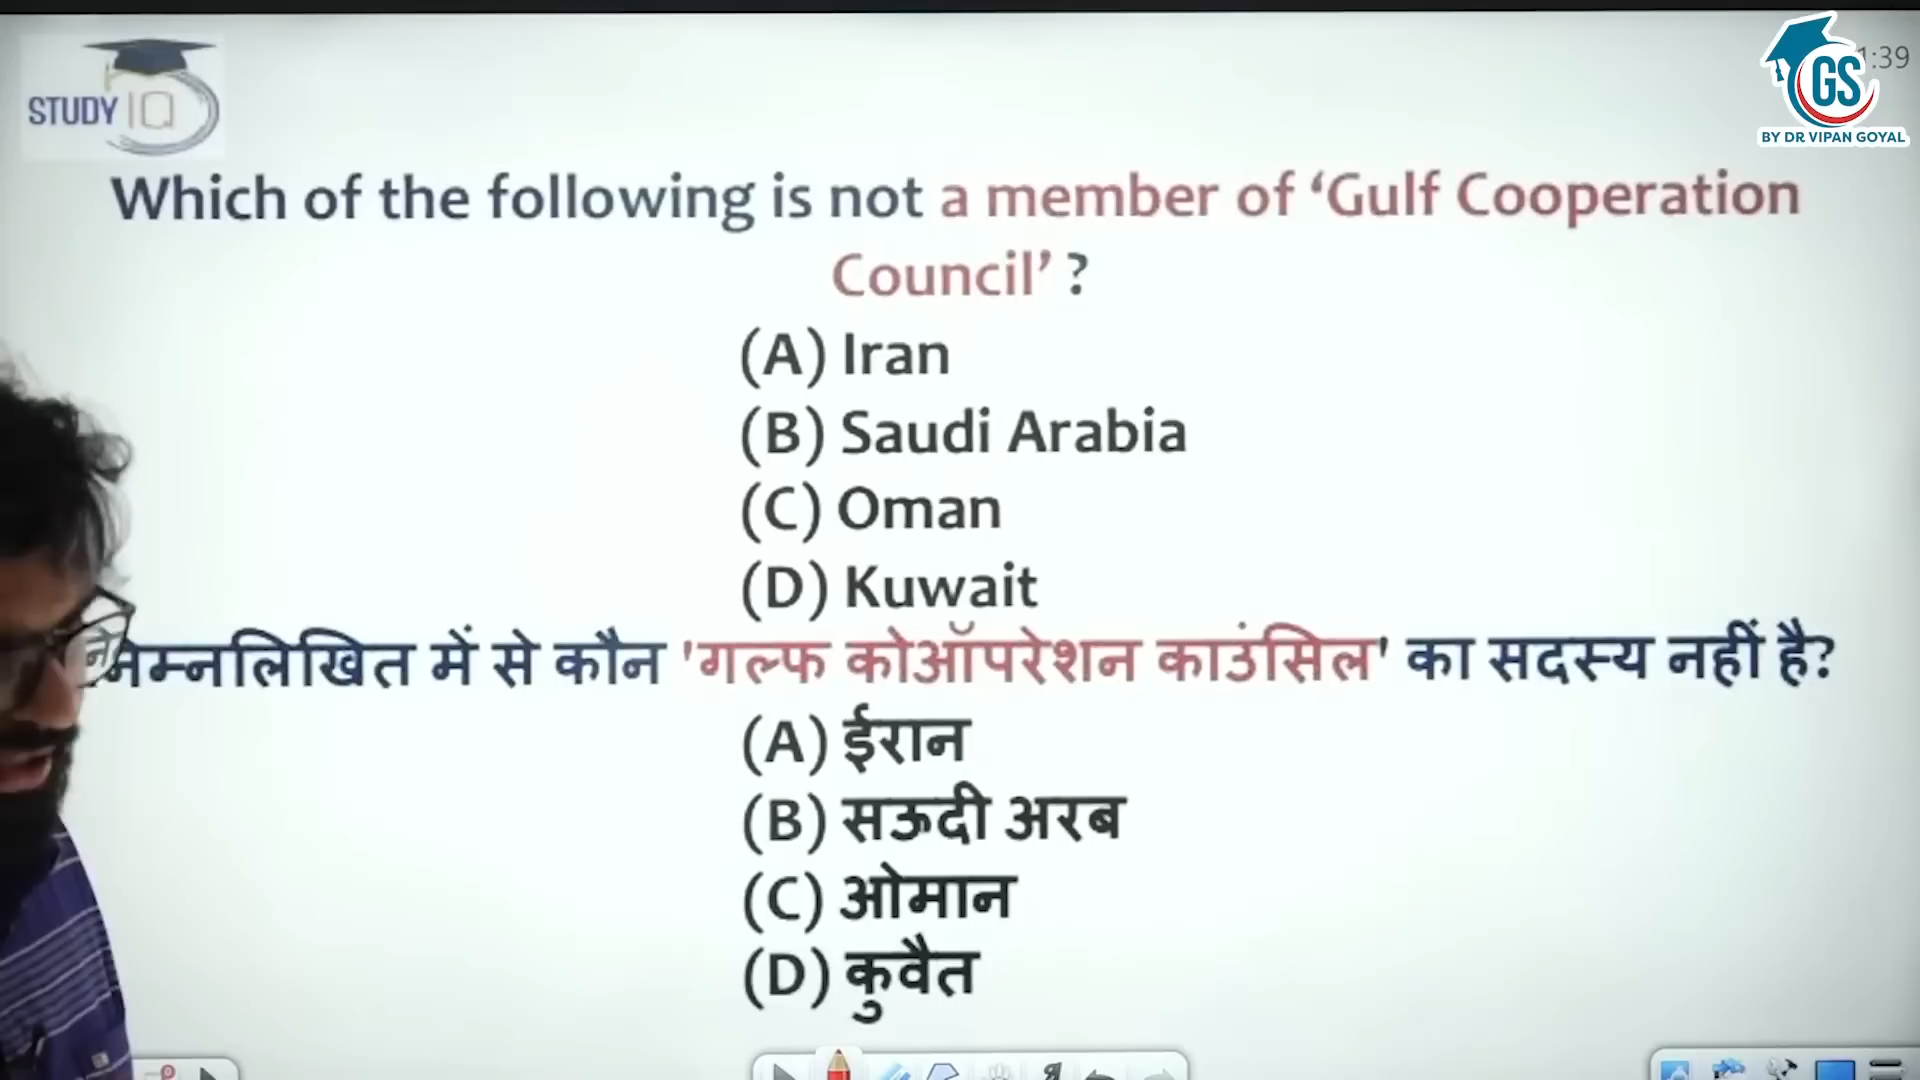 STUDY IQ
1:39
GS
BY DR VIPAN GOYAL
Which of the following is not a member of ‘Gulf Cooperation
Council’ ?
(A) Iran
(B) Saudi Arabia
(C) Oman
(D) Kuwait
निम्नलिखित में से कौन 'गल्फ कोऑपरेशन काउंसिल' का सदस्य नहीं है?
(A) ईरान
(B) सऊदी अरब
(C) ओमान
(D) कुवैत